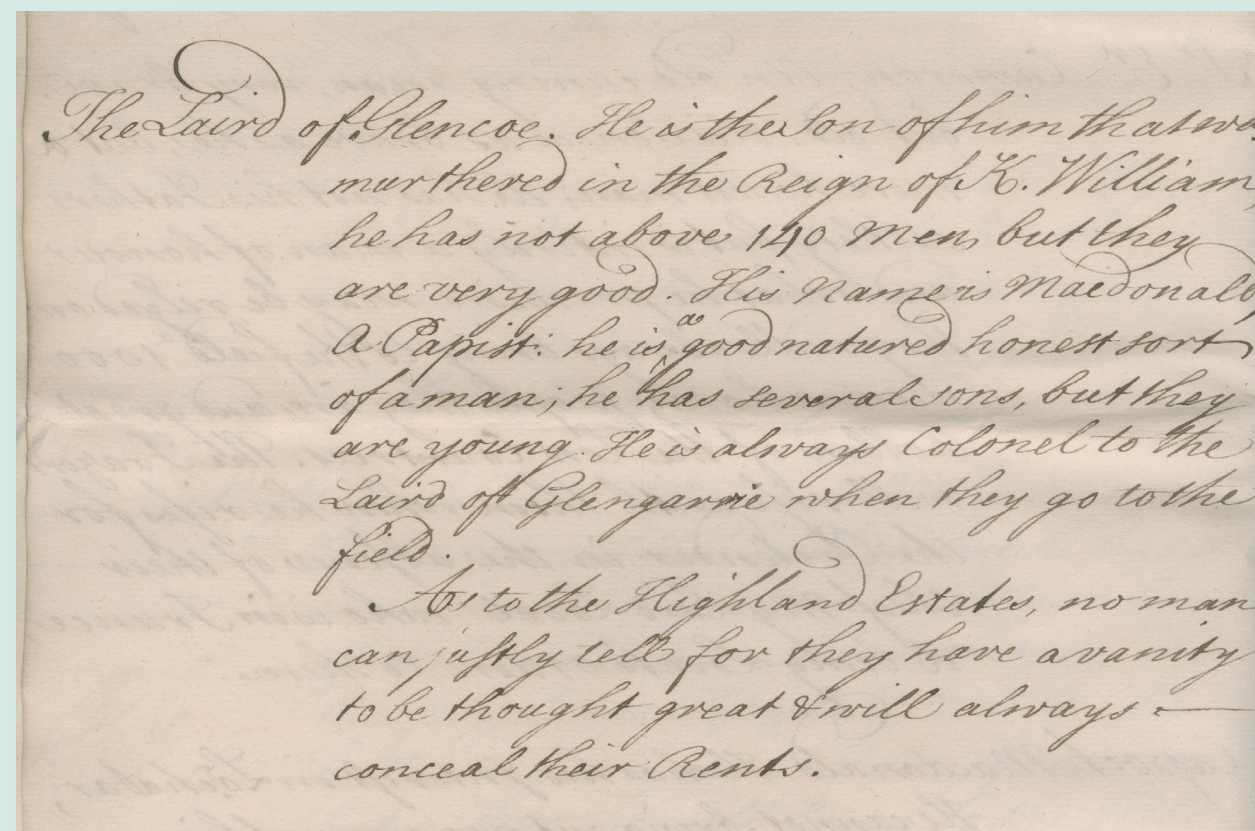 The Laird of Glencoe. He is the Son of him that was
murthered in the Reign of K. William,
he has not above 140 Men, but they
are very good. His Name is Macdonald,
A Papist: he is a good natured honest sort
of a man; he has several sons, but they
are young. He is always Colonel to the
Laird of Glengarrie when they go to the
field.
As to the Highland Estates, no man
can justly tell for they have a vanity
to be thought great & will always —
conceal their Rents.